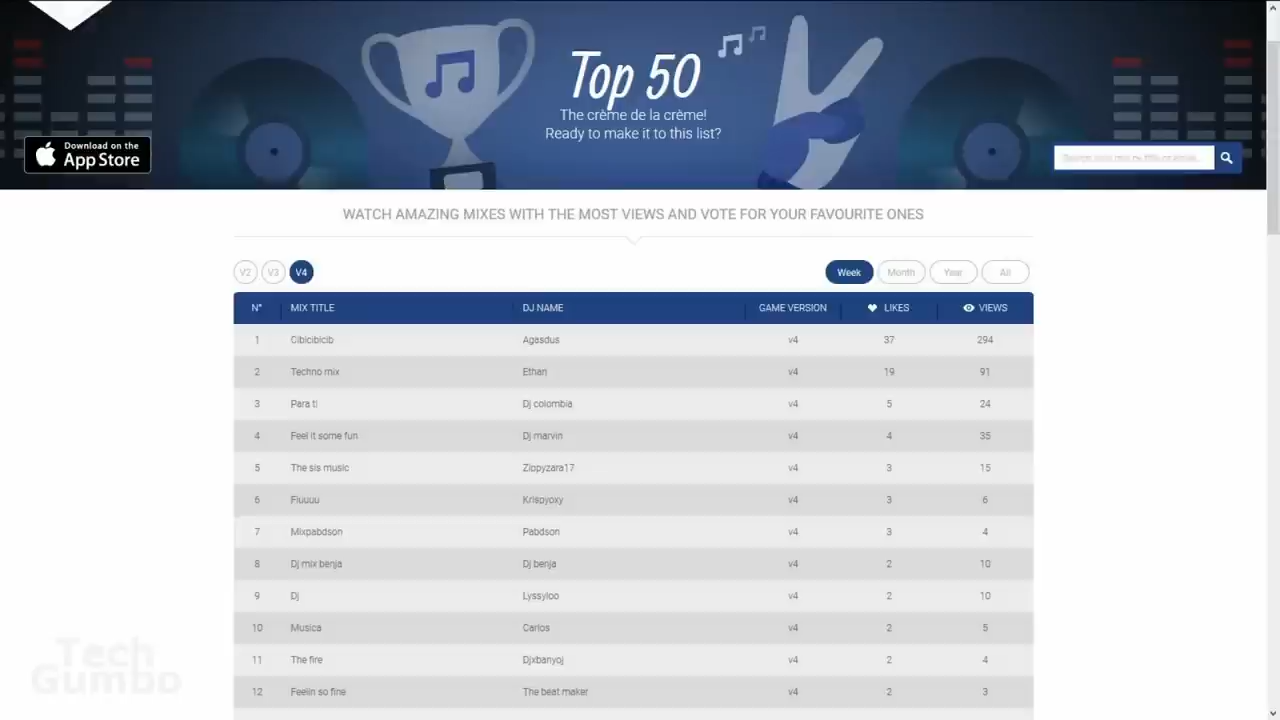 Top 50
The crème de la crème!
Ready to make it to this list?
Download on the
App Store
WATCH AMAZING MIXES WITH THE MOST VIEWS AND VOTE FOR YOUR FAVOURITE ONES
V2 V3 V4 Week Month Year All
N° MIX TITLE DJ NAME GAME VERSION LIKES VIEWS
1 Cibicibicib Agasdus v4 37 294
2 Techno mix Ethan v4 19 91
3 Para ti Dj colombia v4 5 24
4 Feel it some fun Dj marvin v4 4 35
5 The sis music Zippyzara17 v4 3 15
6 Fiuuuu Krispyoxy v4 3 6
7 Mixpabdson Pabdson v4 3 4
8 Dj mix benja Dj benja v4 2 10
9 Dj Lyssyloo v4 2 10
10 Musica Carlos v4 2 5
11 The fire Djxbanyoj v4 2 4
12 Feelin so fine The beat maker v4 2 3
Tech
Gumbo